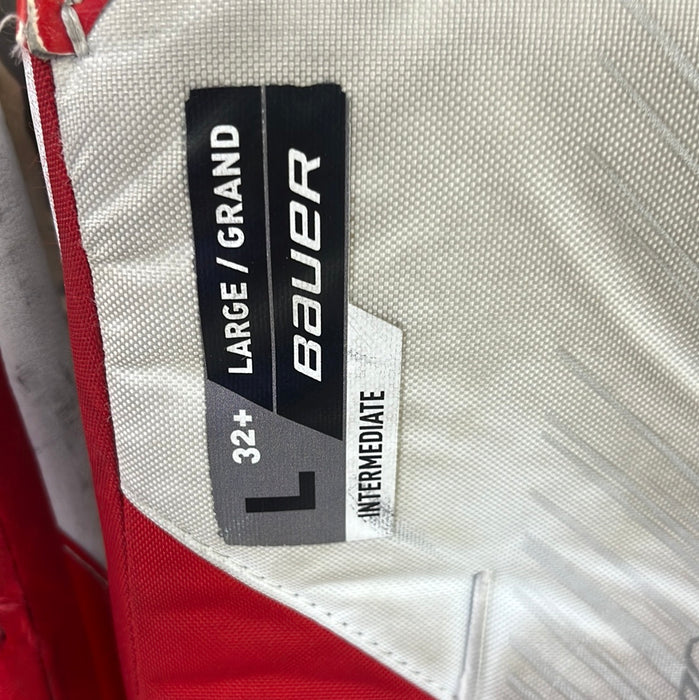 L 32+ LARGE / GRAND
BAUER
INTERMEDIATE